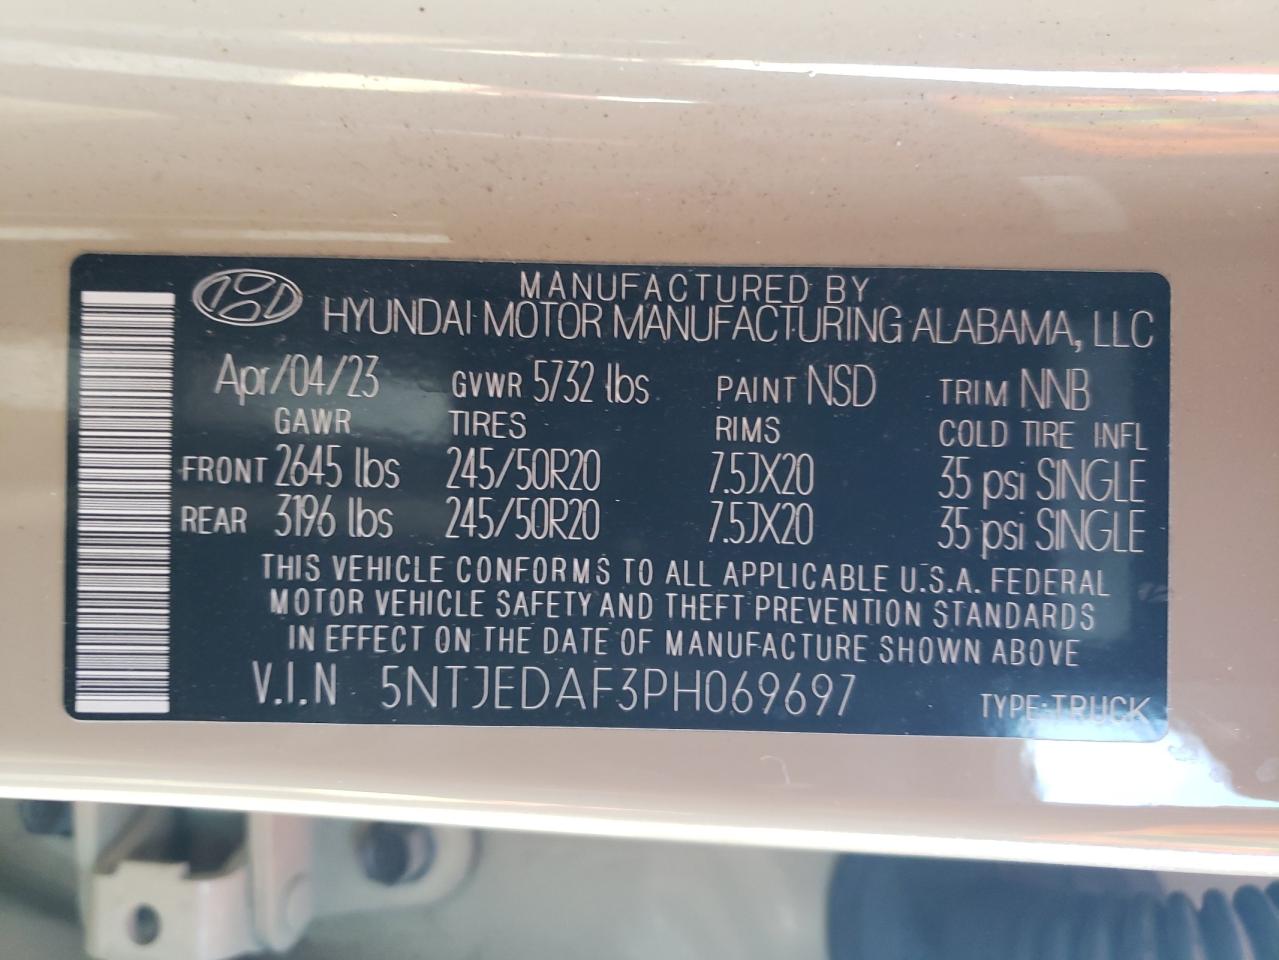 MANUFACTURED BY
HYUNDAI MOTOR MANUFACTURING ALABAMA, LLC
Apr/04/23 GVWR 5732 lbs PAINT NSD TRIM NNB
GAWR TIRES RIMS COLD TIRE INFL
FRONT 2645 lbs 245/50R20 7.5JX20 35 psi SINGLE
REAR 3196 lbs 245/50R20 7.5JX20 35 psi SINGLE
THIS VEHICLE CONFORMS TO ALL APPLICABLE U.S.A. FEDERAL
MOTOR VEHICLE SAFETY AND THEFT PREVENTION STANDARDS
IN EFFECT ON THE DATE OF MANUFACTURE SHOWN ABOVE
V.I.N 5NTJEDAF3PH069697 TYPE:TRUCK